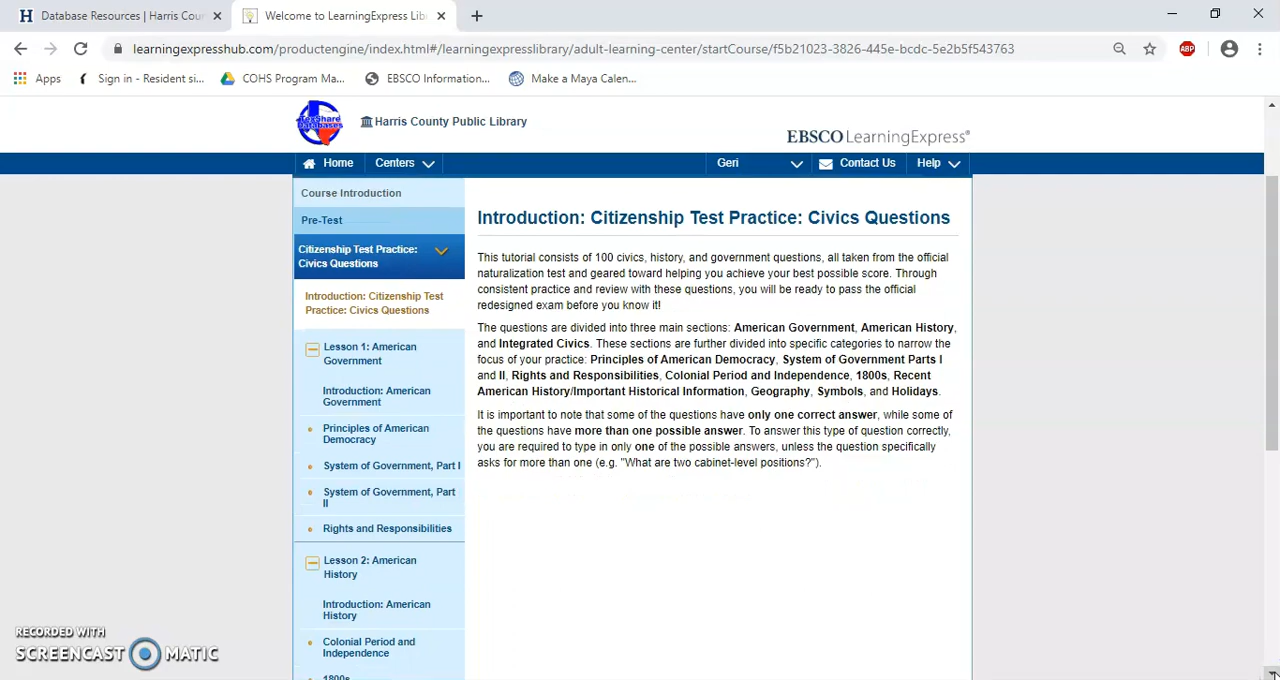 Database Resources | Harris Cou
Welcome to LearningExpress Lib
learningexpresshub.com/productengine/index.html#/learningexpresslibrary/adult-learning-center/startCourse/f5b21023-3826-445e-bcdc-5e2b5f543763
ABP
Apps
Sign in - Resident si...
COHS Program Ma...
EBSCO Information...
Make a Maya Calen...
TexShare
Databases
Harris County Public Library
EBSCO LearningExpress®
Home
Centers
Geri
Contact Us
Help
Course Introduction
Pre-Test
Citizenship Test Practice:
Civics Questions
Introduction: Citizenship Test
Practice: Civics Questions
Lesson 1: American
Government
Introduction: American
Government
Principles of American
Democracy
System of Government, Part I
System of Government, Part
II
Rights and Responsibilities
Lesson 2: American
History
Introduction: American
History
Colonial Period and
Independence
1800s
Introduction: Citizenship Test Practice: Civics Questions
This tutorial consists of 100 civics, history, and government questions, all taken from the official
naturalization test and geared toward helping you achieve your best possible score. Through
consistent practice and review with these questions, you will be ready to pass the official
redesigned exam before you know it!
The questions are divided into three main sections: American Government, American History,
and Integrated Civics. These sections are further divided into specific categories to narrow the
focus of your practice: Principles of American Democracy, System of Government Parts I
and II, Rights and Responsibilities, Colonial Period and Independence, 1800s, Recent
American History/Important Historical Information, Geography, Symbols, and Holidays.
It is important to note that some of the questions have only one correct answer, while some of
the questions have more than one possible answer. To answer this type of question correctly,
you are required to type in only one of the possible answers, unless the question specifically
asks for more than one (e.g. "What are two cabinet-level positions?").
RECORDED WITH
SCREENCAST MATIC